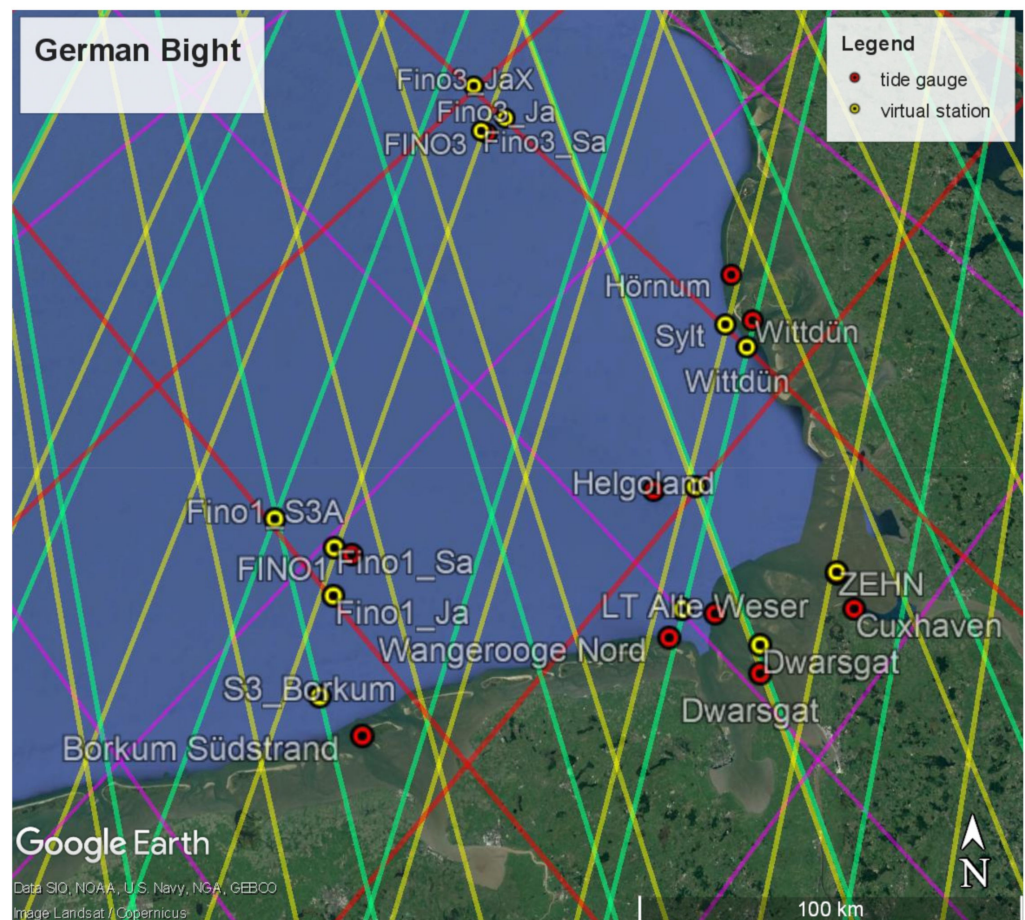 German Bight
Legend
tide gauge
virtual station
Fino3_JaX
Fino3_Ja
FINO3
Fino3_Sa
Hörnum
Sylt
Wittdün
Wittdün
Helgoland
Fino1_S3A
FINO1
Fino1_Sa
Fino1_Ja
ZEHN
LT Alte Weser
Cuxhaven
Wangerooge Nord
Dwarsgat
S3_Borkum
Dwarsgat
Borkum Südstrand
Google Earth
Data SIO, NOAA, U.S. Navy, NGA, GEBCO
Image Landsat / Copernicus
N
100 km